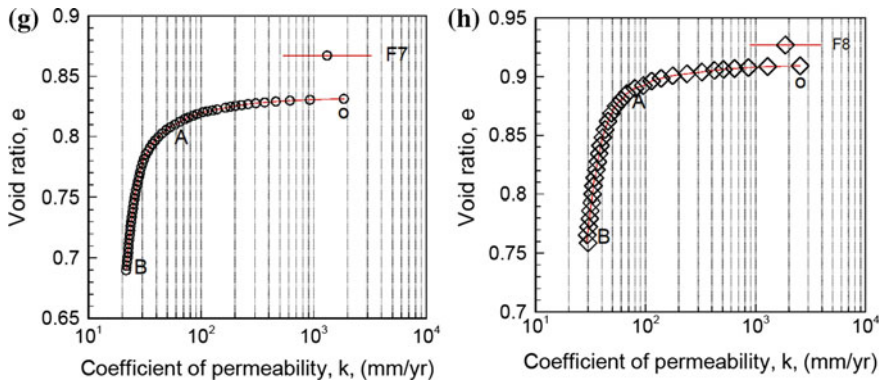 (g)
0.9
0.85
0.8
0.75
0.7
0.65
Void ratio, e
F7
A
B
O
10¹ 10² 10³ 10⁴
Coefficient of permeability, k, (mm/yr)
(h)
0.95
0.9
0.85
0.8
0.75
0.7
Void ratio, e
F8
A
B
O
10¹ 10² 10³ 10⁴
Coefficient of permeability, k, (mm/yr)